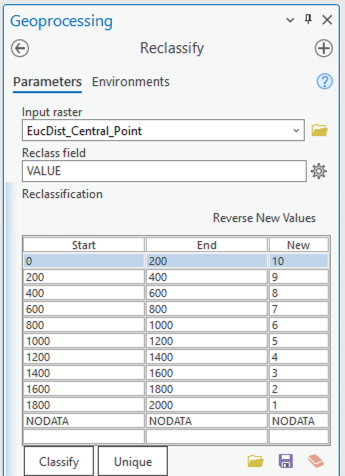 Geoprocessing
Reclassify
Parameters Environments
Input raster
EucDist_Central_Point
Reclass field
VALUE
Reclassification
Reverse New Values
Start End New
0 200 10
200 400 9
400 600 8
600 800 7
800 1000 6
1000 1200 5
1200 1400 4
1400 1600 3
1600 1800 2
1800 2000 1
NODATA NODATA NODATA
Classify Unique